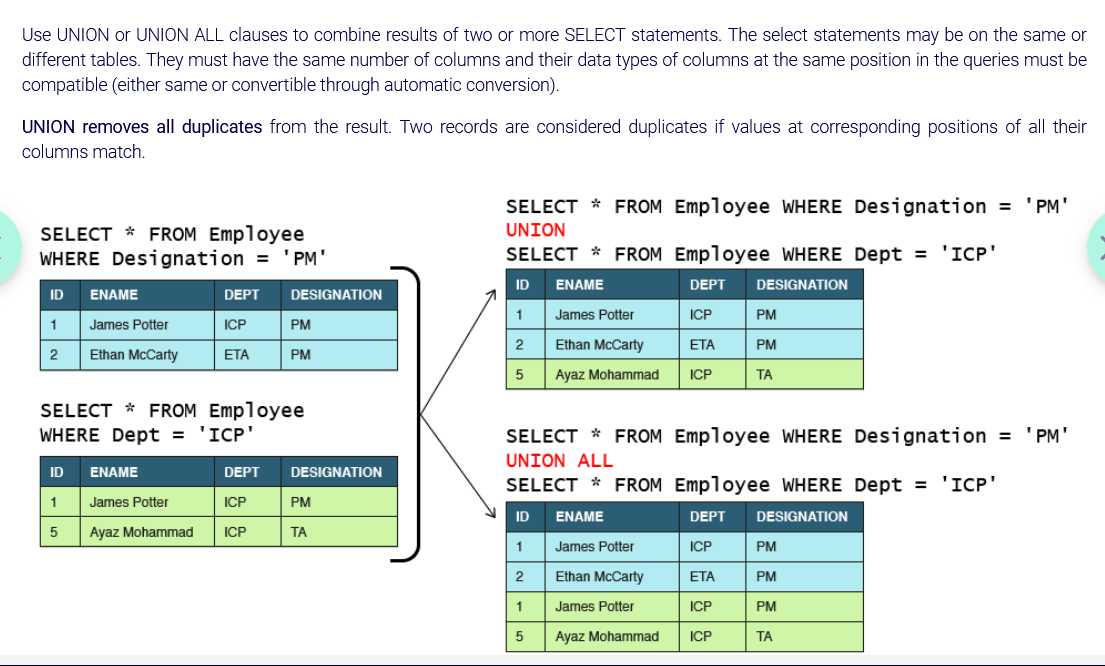 Use UNION or UNION ALL clauses to combine results of two or more SELECT statements. The select statements may be on the same or
different tables. They must have the same number of columns and their data types of columns at the same position in the queries must be
compatible (either same or convertible through automatic conversion).
UNION removes all duplicates from the result. Two records are considered duplicates if values at corresponding positions of all their
columns match.
SELECT * FROM Employee
WHERE Designation = 'PM'
ID ENAME DEPT DESIGNATION
1 James Potter ICP PM
2 Ethan McCarty ETA PM
SELECT * FROM Employee
WHERE Dept = 'ICP'
ID ENAME DEPT DESIGNATION
1 James Potter ICP PM
5 Ayaz Mohammad ICP TA
SELECT * FROM Employee WHERE Designation = 'PM'
UNION
SELECT * FROM Employee WHERE Dept = 'ICP'
ID ENAME DEPT DESIGNATION
1 James Potter ICP PM
2 Ethan McCarty ETA PM
5 Ayaz Mohammad ICP TA
SELECT * FROM Employee WHERE Designation = 'PM'
UNION ALL
SELECT * FROM Employee WHERE Dept = 'ICP'
ID ENAME DEPT DESIGNATION
1 James Potter ICP PM
2 Ethan McCarty ETA PM
1 James Potter ICP PM
5 Ayaz Mohammad ICP TA